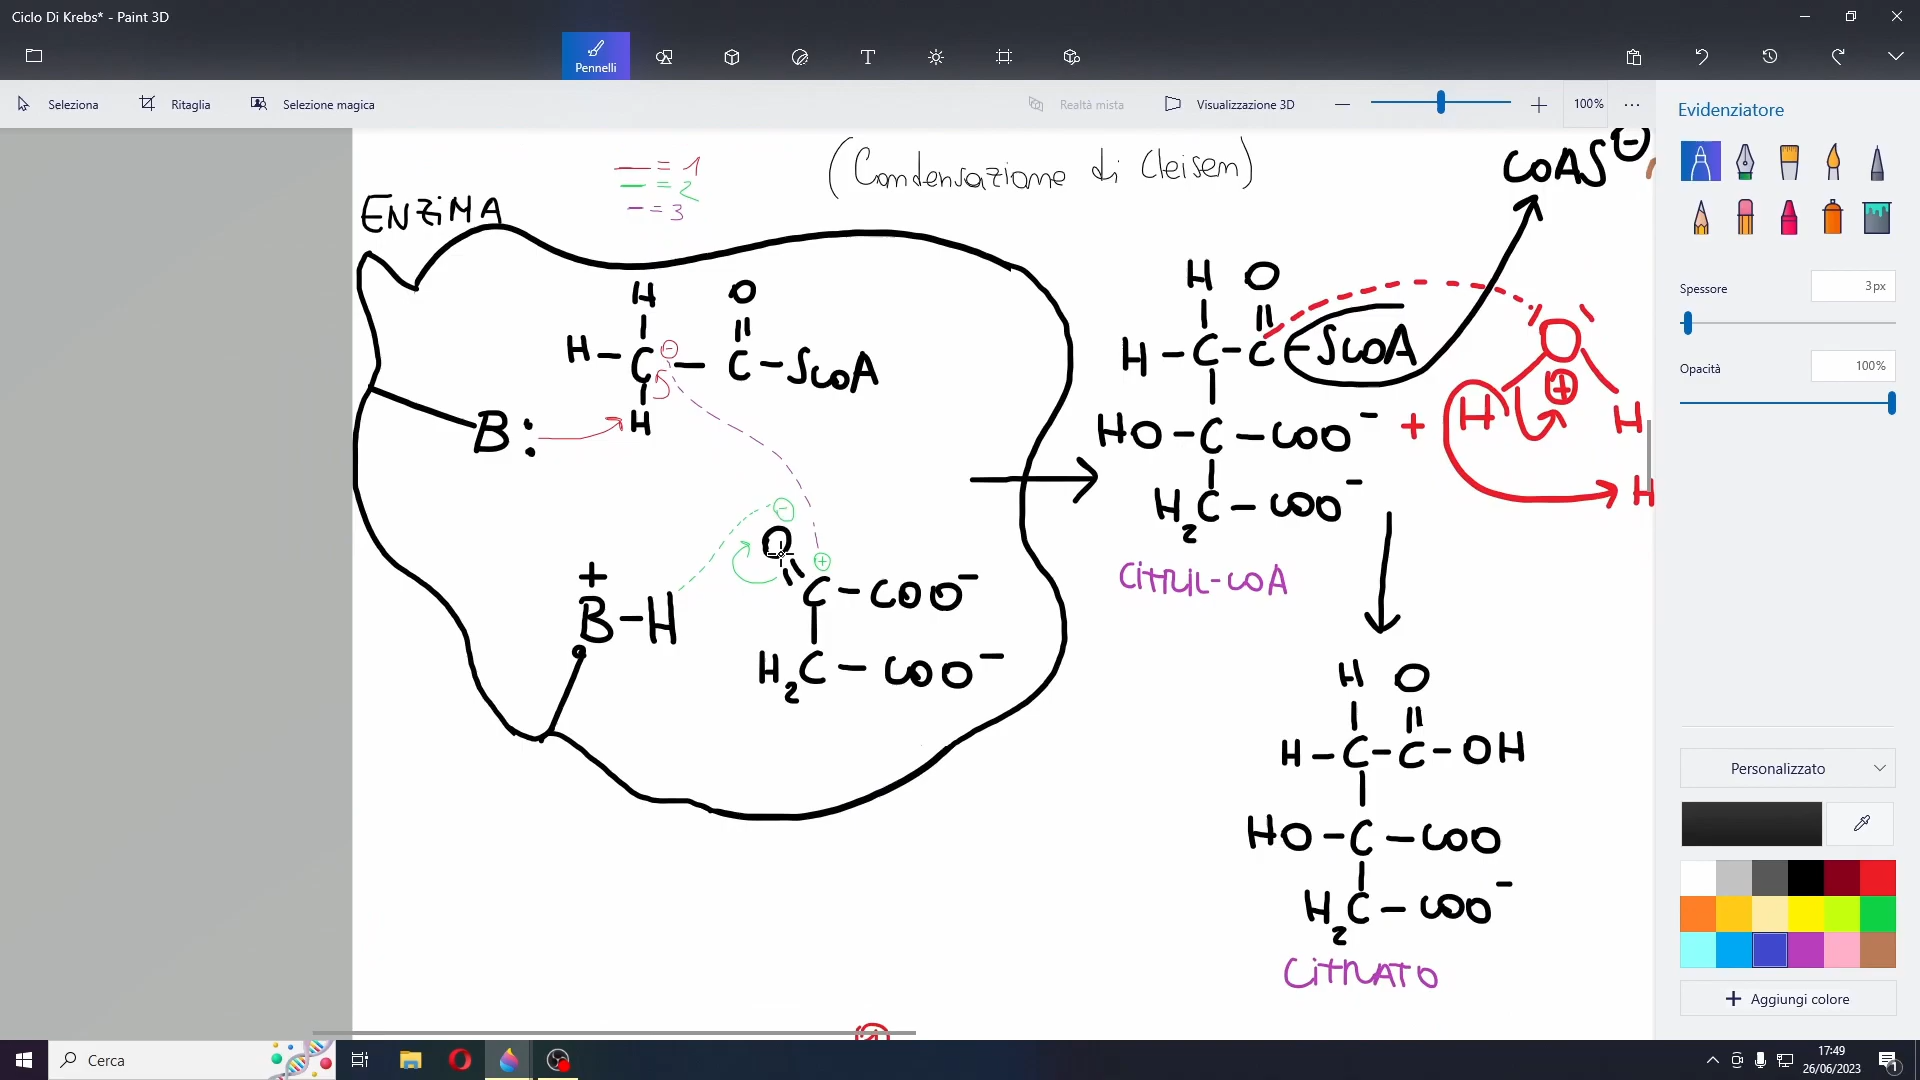 Ciclo Di Krebs* - Paint 3D
Pennelli
Seleziona
Ritaglia
Selezione magica
Realtà mista
Visualizzazione 3D
100%
Evidenziatore
Spessore
3px
Opacità
100%
Personalizzato
Aggiungi colore
= 1
= 2
= 3
(Condensazione di Cleisen)
COAS⊖
ENZiMA
H O
H – C⊖ – C – SCOA
H
B:
⊖
O
⊕
C – COO⁻
+
B – H
H₂C – COO⁻
H O
H – C – C – SCOA
HO – C – COO⁻
H₂C – COO⁻
CiTRiL-COA
+
O
H ⊕ H
H
H O
H – C – C – OH
HO – C – COO
H₂C – COO⁻
CiTRATO
Cerca
17:49
26/06/2023
1